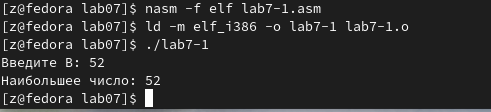 [z@fedora lab07]$ nasm -f elf lab7-1.asm
[z@fedora lab07]$ ld -m elf_i386 -o lab7-1 lab7-1.o
[z@fedora lab07]$ ./lab7-1
Введите B: 52
Наибольшее число: 52
[z@fedora lab07]$